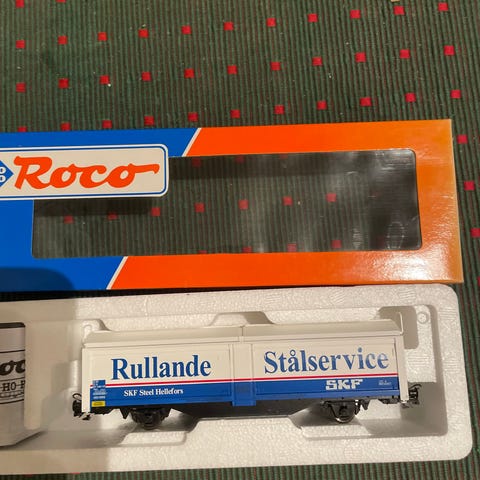 Roco
Rullande Stålservice
SKF Steel Hellefors
SKF